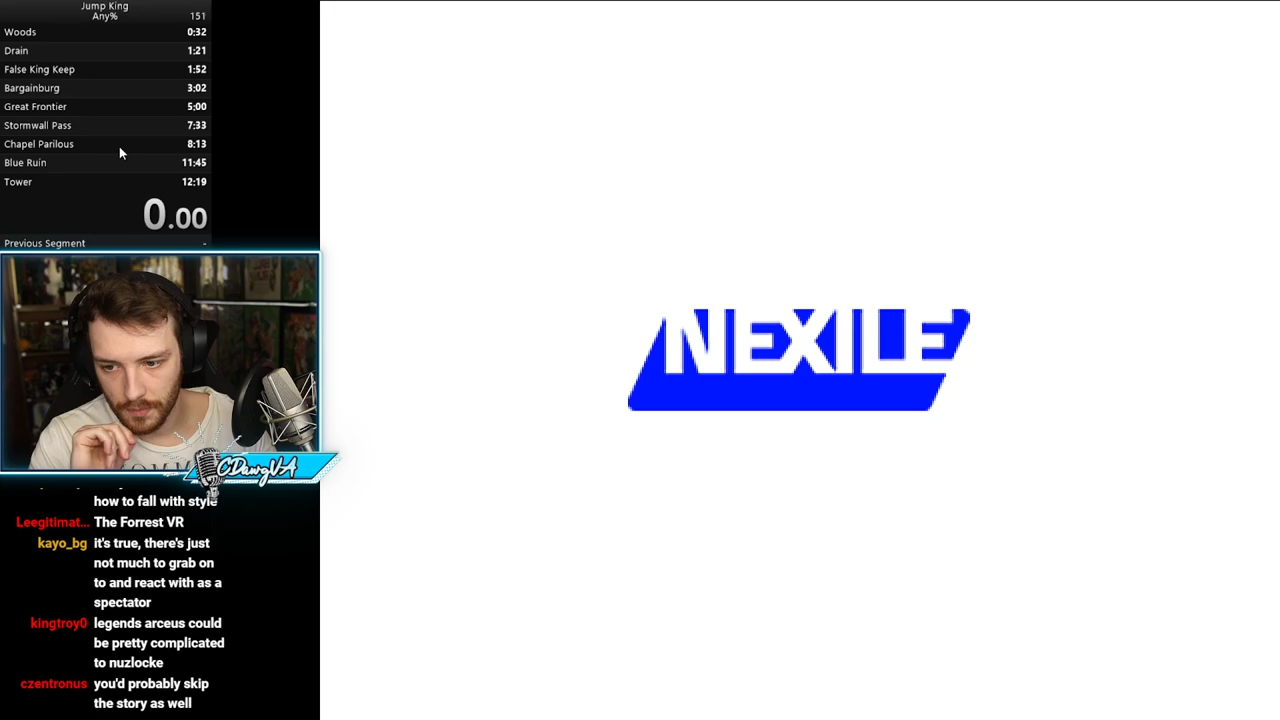 Jump King
Any% 151
Woods 0:32
Drain 1:21
False King Keep 1:52
Bargainburg 3:02
Great Frontier 5:00
Stormwall Pass 7:33
Chapel Parilous 8:13
Blue Ruin 11:45
Tower 12:19
0.00
Previous Segment -
NEXILE
CDawgVA
how to fall with style
Leegitimat... The Forrest VR
kayo_bg it's true, there's just
not much to grab on
to and react with as a
spectator
kingtroy0 legends arceus could
be pretty complicated
to nuzlocke
czentronus you'd probably skip
the story as well